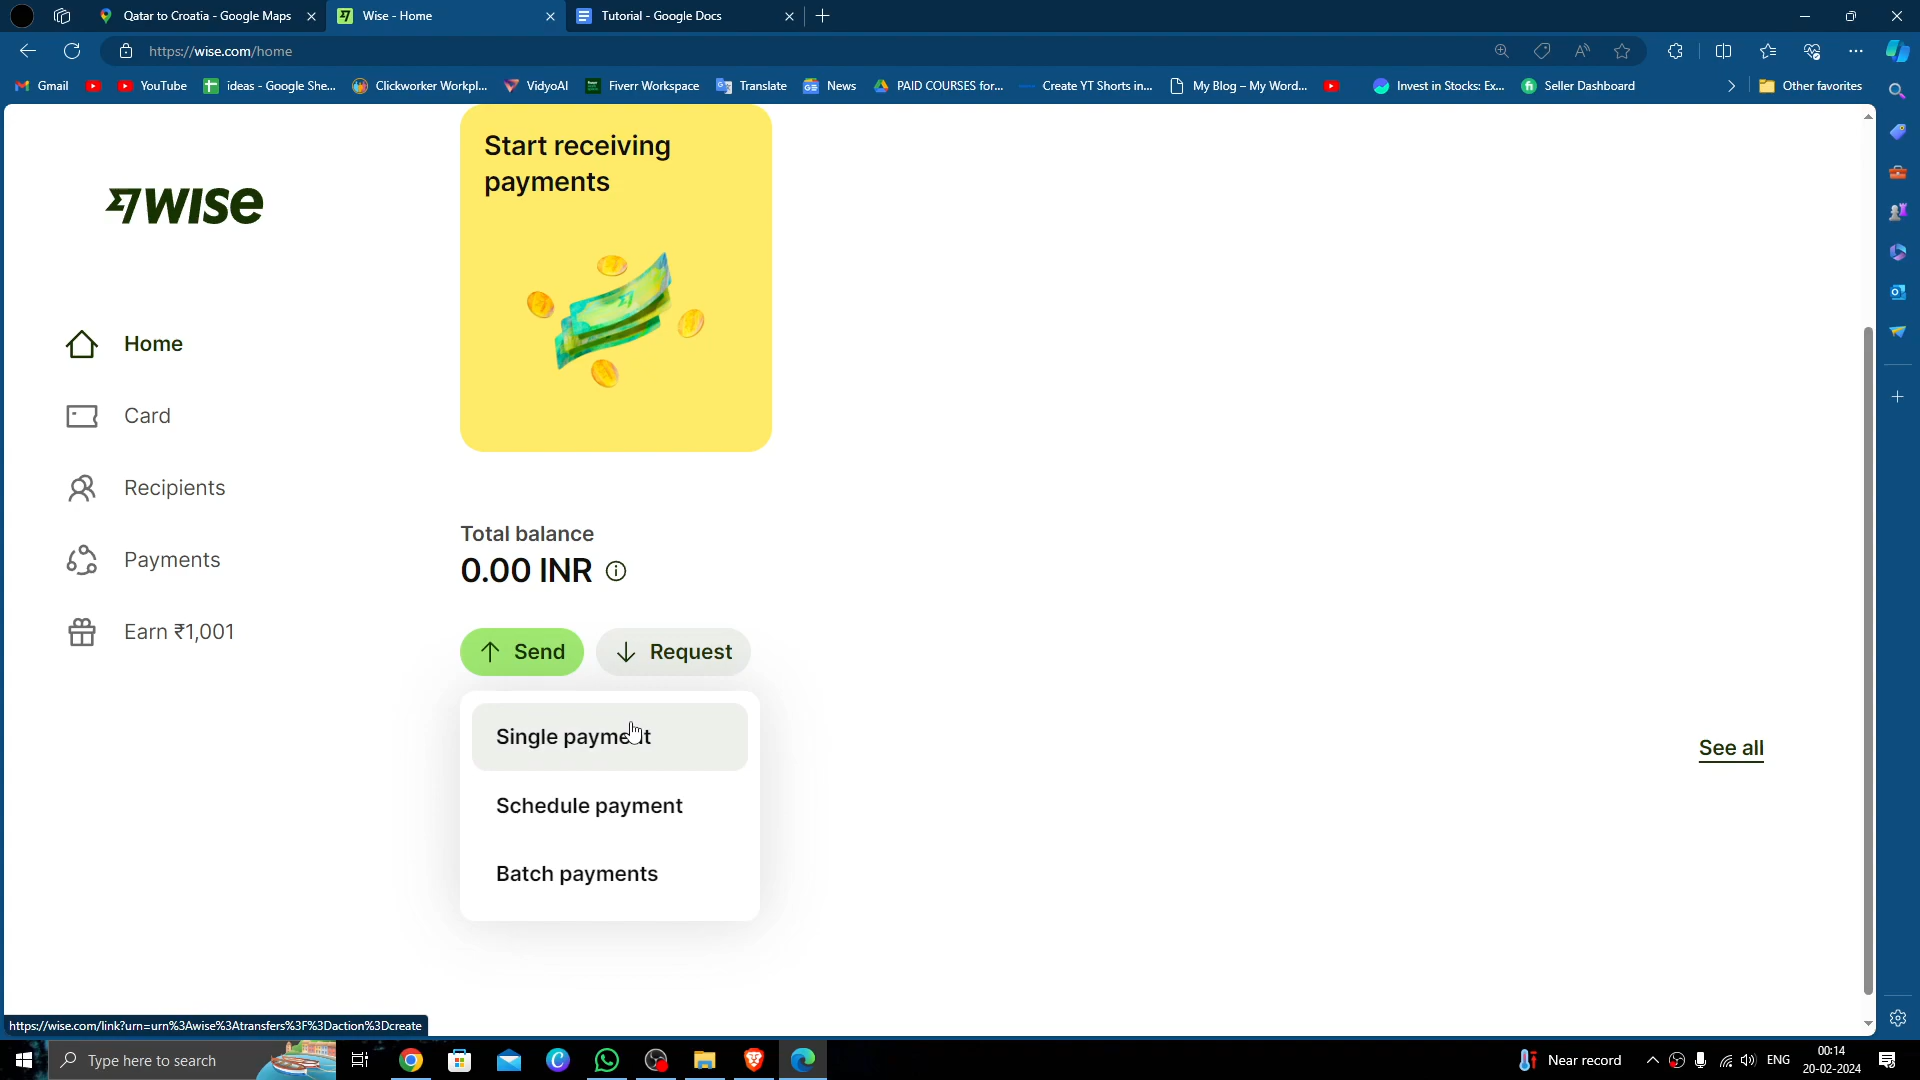 Qatar to Croatia - Google Maps
Wise - Home
Tutorial - Google Docs
https://wise.com/home
Gmail
YouTube
ideas - Google She...
Clickworker Workpl...
VidyoAI
Fiverr Workspace
Translate
News
PAID COURSES for...
Create YT Shorts in...
My Blog – My Word...
Invest in Stocks: Ex...
Seller Dashboard
Other favorites
Start receiving
payments
WISE
Home
Card
Recipients
Payments
Earn ₹1,001
Total balance
0.00 INR
Send
Request
Single payment
Schedule payment
Batch payments
See all
https://wise.com/link?urn=urn%3Awise%3Atransfers%3F%3Daction%3Dcreate
Type here to search
Near record
ENG
00:14
20-02-2024